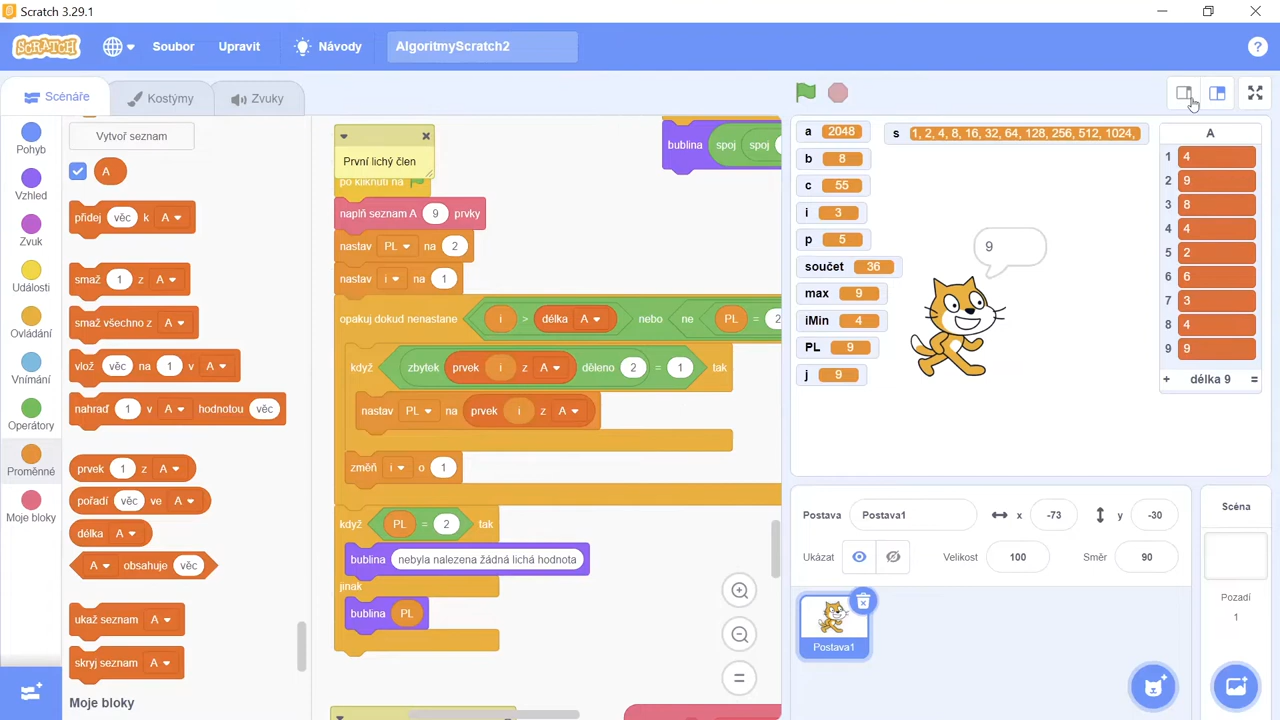 Scratch 3.29.1
SCRATCH
Soubor
Upravit
Návody
AlgoritmyScratch2
?
Scénáře
Kostýmy
Zvuky
Pohyb
Vzhled
Zvuk
Události
Ovládání
Vnímání
Operátory
Proměnné
Moje bloky
Vytvoř seznam
A
přidej věc k A
smaž 1 z A
smaž všechno z A
vlož věc na 1 v A
nahraď 1 v A hodnotou věc
prvek 1 z A
pořadí věc ve A
délka A
A obsahuje věc
ukaž seznam A
skryj seznam A
Moje bloky
První lichý člen
po kliknutí na
naplň seznam A 9 prvky
nastav PL na 2
nastav i na 1
opakuj dokud nenastane i > délka A nebo ne PL = 2
když zbytek prvek i z A děleno 2 = 1 tak
nastav PL na prvek i z A
změň i o 1
když PL = 2 tak
bublina nebyla nalezena žádná lichá hodnota
jinak
bublina PL
bublina spoj spoj
a 2048
b 8
c 55
i 3
p 5
součet 36
max 9
iMin 4
PL 9
j 9
s 1, 2, 4, 8, 16, 32, 64, 128, 256, 512, 1024,
9
A
1 4
2 9
3 8
4 4
5 2
6 6
7 3
8 4
9 9
+ délka 9 =
Postava Postava1 x -73 y -30
Ukázat Velikost 100 Směr 90
Postava1
Scéna
Pozadí
1